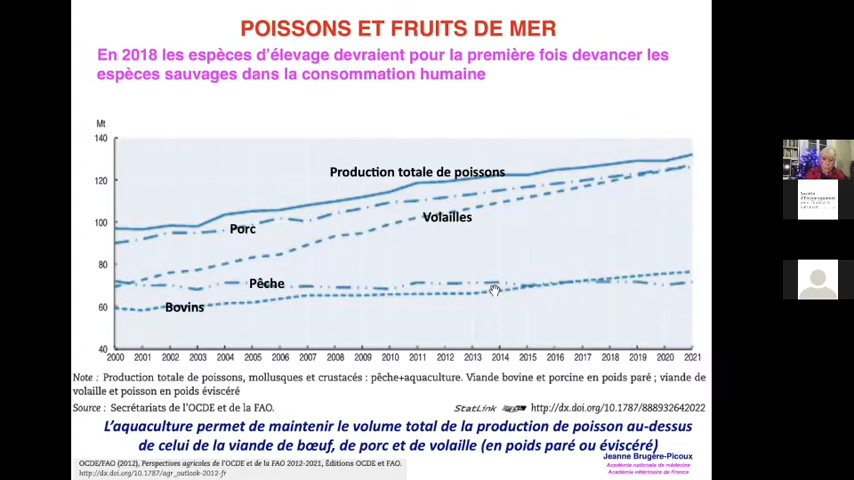 POISSONS ET FRUITS DE MER
En 2018 les espèces d'élevage devraient pour la première fois devancer les
espèces sauvages dans la consommation humaine
Mt
140
120
100
80
60
40
Production totale de poissons
Volailles
Porc
Pêche
Bovins
2000 2001 2002 2003 2004 2005 2006 2007 2008 2009 2010 2011 2012 2013 2014 2015 2016 2017 2018 2019 2020 2021
Note : Production totale de poissons, mollusques et crustacés : pêche+aquaculture. Viande bovine et porcine en poids paré ; viande de
volaille et poisson en poids éviscéré
Source : Secrétariats de l'OCDE et de la FAO.
StatLink http://dx.doi.org/10.1787/888932642022
L'aquaculture permet de maintenir le volume total de la production de poisson au-dessus
de celui de la viande de bœuf, de porc et de volaille (en poids paré ou éviscéré)
OCDE/FAO (2012), Perspectives agricoles de l'OCDE et de la FAO 2012-2021, Éditions OCDE et FAO.
http://dx.doi.org/10.1787/agr_outlook-2012-fr
Jeanne Brugère-Picoux
Académie nationale de médecine
Académie vétérinaire de France